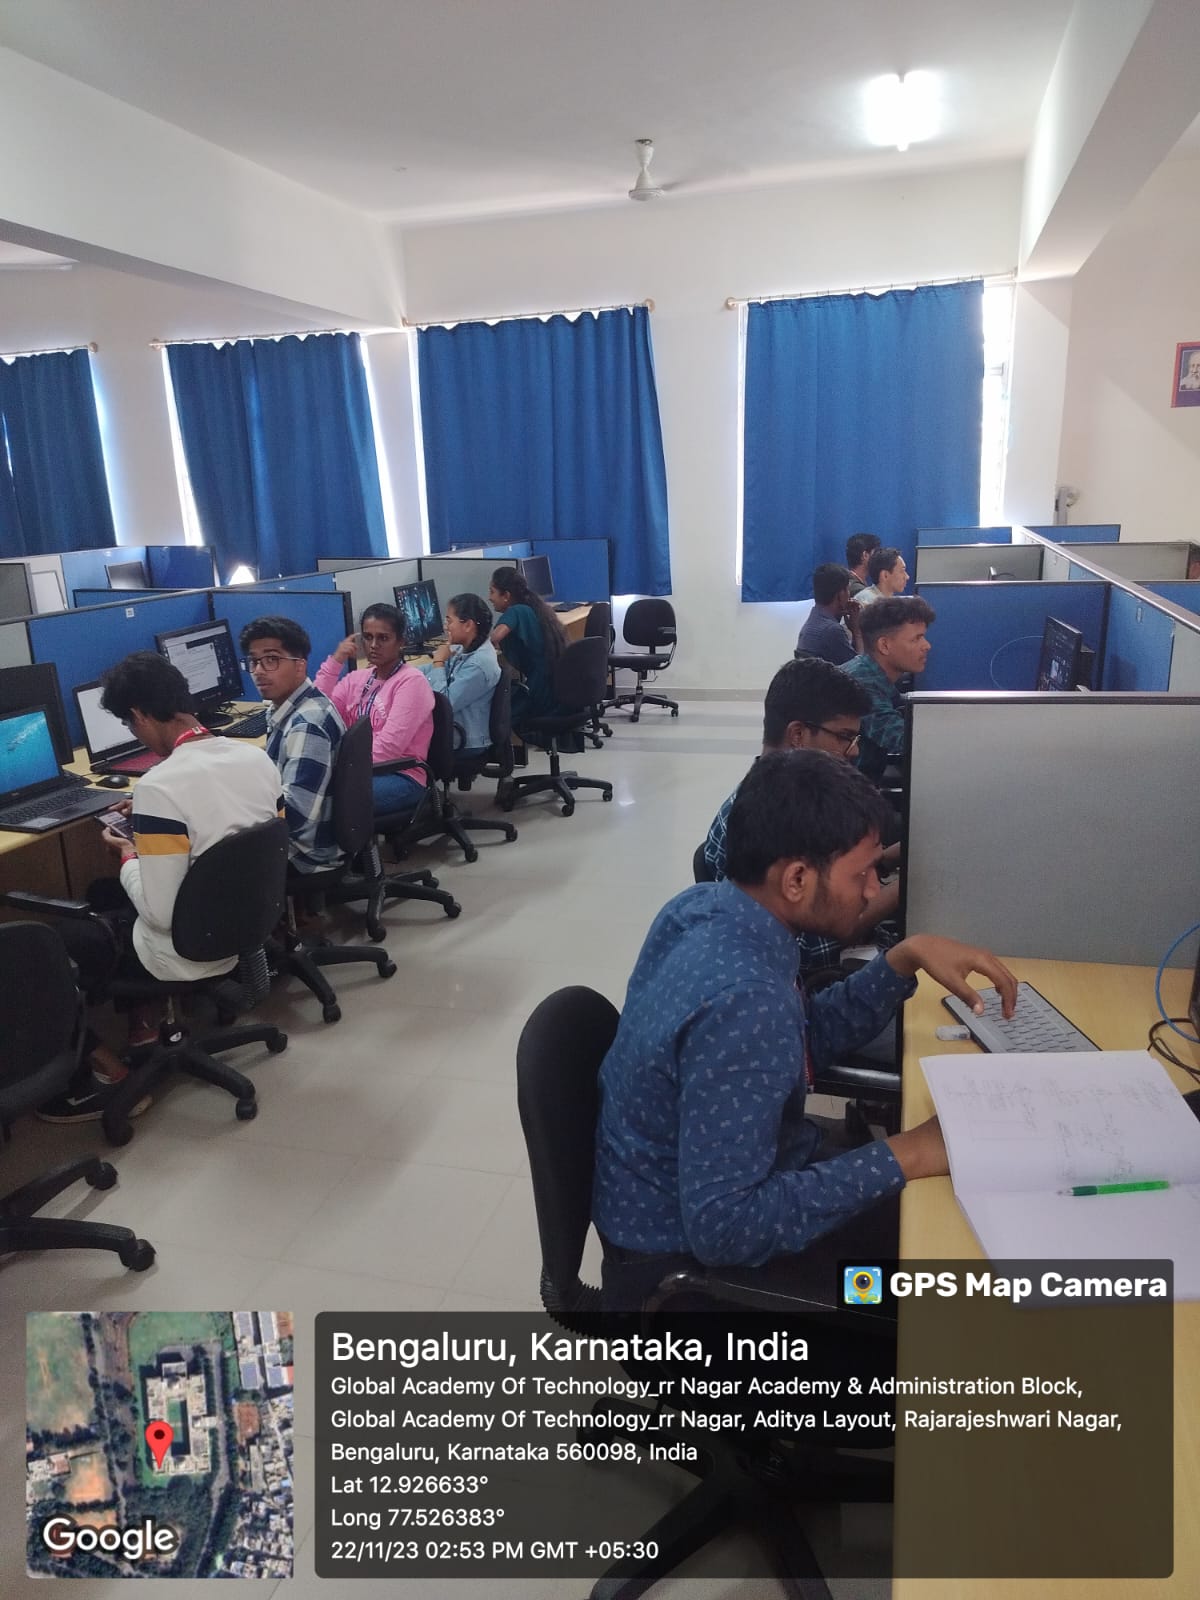 GPS Map Camera
Bengaluru, Karnataka, India
Global Academy Of Technology_rr Nagar Academy & Administration Block,
Global Academy Of Technology_rr Nagar, Aditya Layout, Rajarajeshwari Nagar,
Bengaluru, Karnataka 560098, India
Lat 12.926633°
Long 77.526383°
22/11/23 02:53 PM GMT +05:30
Google